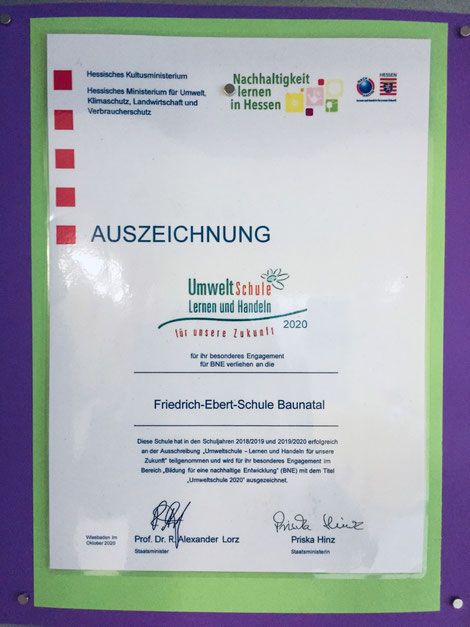 Hessisches Kultusministerium
Hessisches Ministerium für Umwelt,
Klimaschutz, Landwirtschaft und
Verbraucherschutz
Nachhaltigkeit
lernen
in Hessen
HESSEN
AUSZEICHNUNG
UmweltSchule
Lernen und Handeln
für unsere Zukunft
2020
für ihr besonderes Engagement
für BNE verliehen an die
Friedrich-Ebert-Schule Baunatal
Diese Schule hat in den Schuljahren 2018/2019 und 2019/2020 erfolgreich
an der Ausschreibung „Umweltschule - Lernen und Handeln für unsere
Zukunft" teilgenommen und wird für ihr besonderes Engagement im
Bereich „Bildung für eine nachhaltige Entwicklung" (BNE) mit dem Titel
„Umweltschule 2020" ausgezeichnet.
Priska Hinz
Wiesbaden im
Oktober 2020
Prof. Dr. R. Alexander Lorz
Staatsminister
Priska Hinz
Staatsministerin